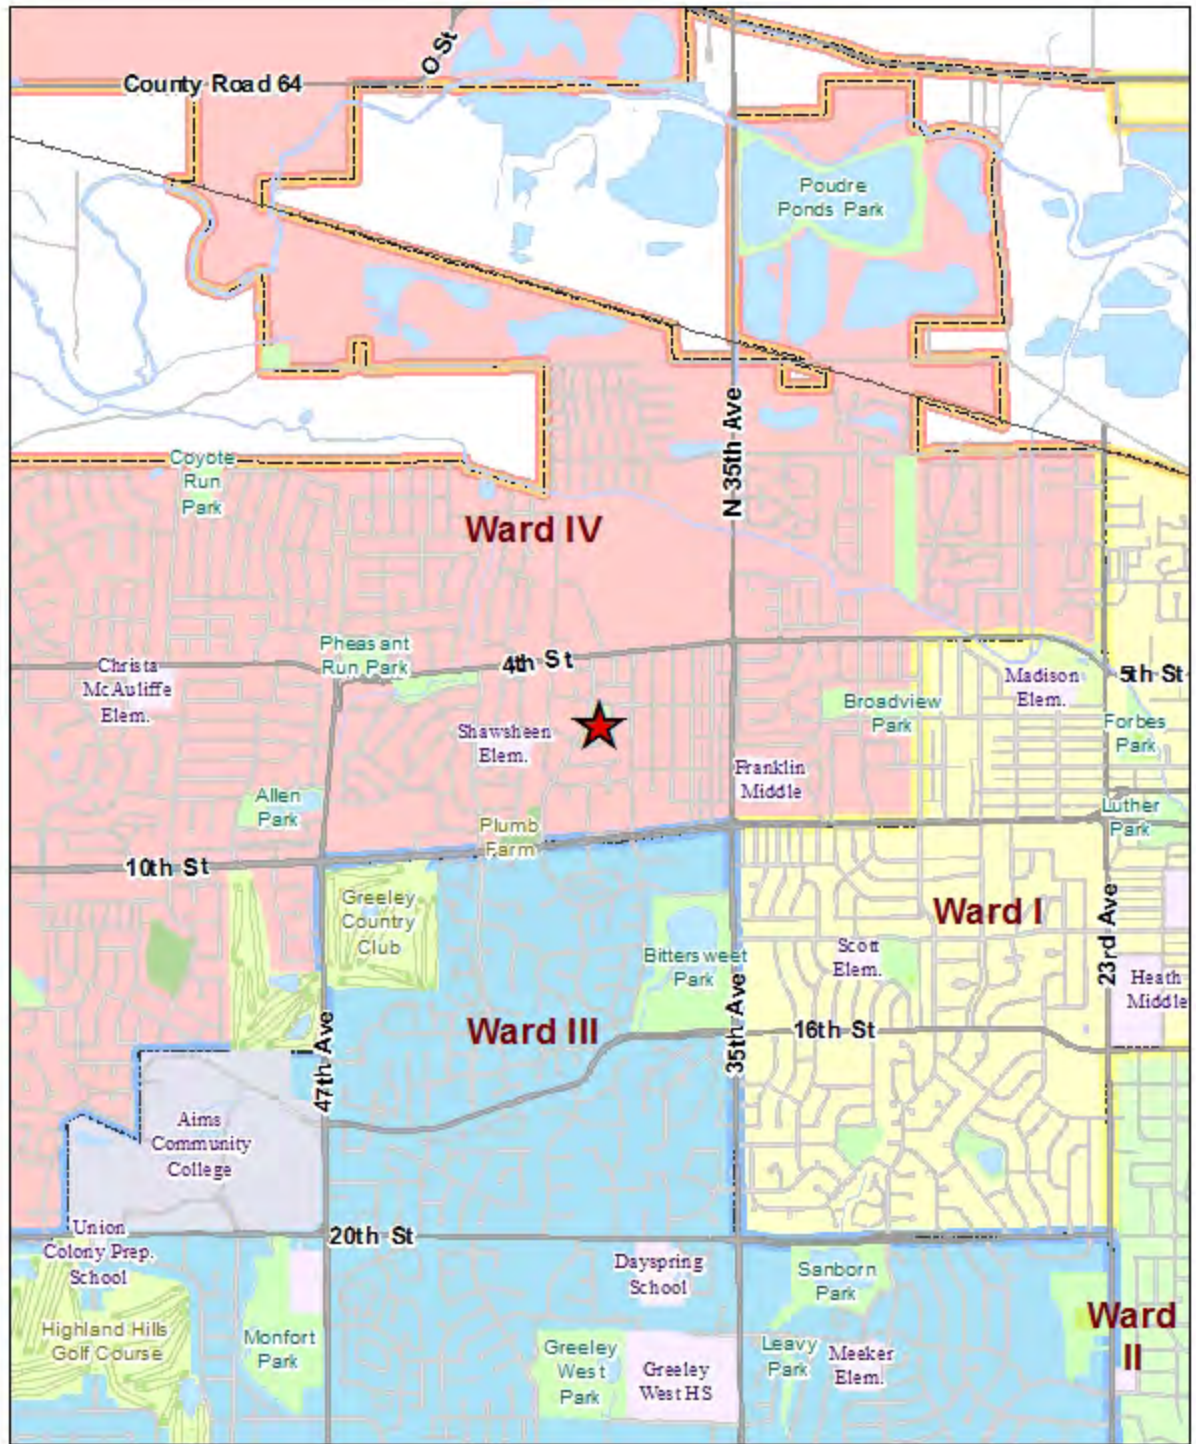 O St
County Road 64
Poudre
Ponds Park
N 35th Ave
Coyote
Run
Park
Ward IV
Pheasant
Run Park
4th St
Christa
McAuliffe
Elem.
Madison
Elem.
5th St
Shawsheen
Elem.
Broadview
Park
Forbes
Park
Franklin
Middle
Allen
Park
Luther
Park
Plumb
Farm
10th St
Greeley
Country
Club
Ward I
23rd Ave
Bittersweet
Park
Scott
Elem.
Heath
Middle
Ward III
35th Ave
16th St
47th Ave
Aims
Community
College
Union
Colony Prep.
School
20th St
Dayspring
School
Sanborn
Park
Ward
II
Highland Hills
Golf Course
Monfort
Park
Greeley
West
Park
Greeley
West HS
Leavy
Park
Meeker
Elem.